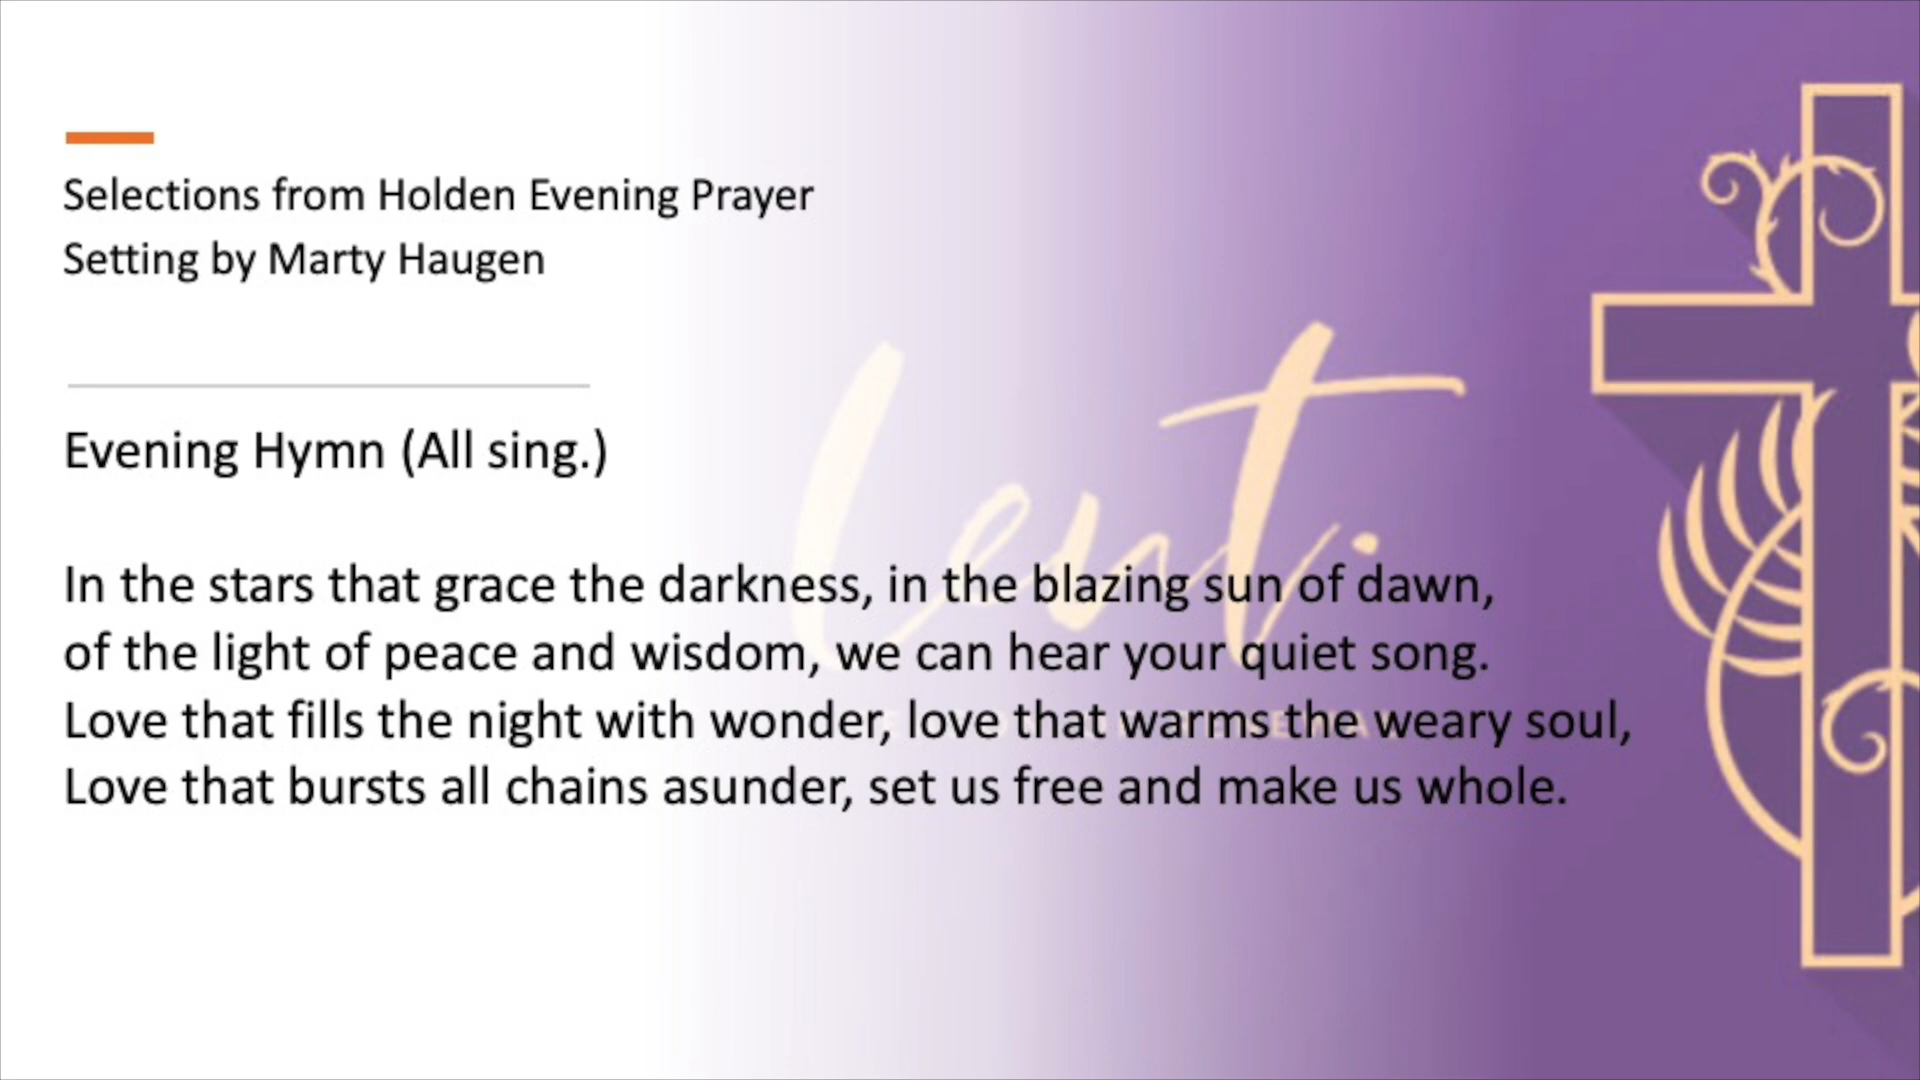 Selections from Holden Evening Prayer
Setting by Marty Haugen
Lent.
Evening Hymn (All sing.)
In the stars that grace the darkness, in the blazing sun of dawn,
of the light of peace and wisdom, we can hear your quiet song.
Love that fills the night with wonder, love that warms the weary soul,
Love that bursts all chains asunder, set us free and make us whole.